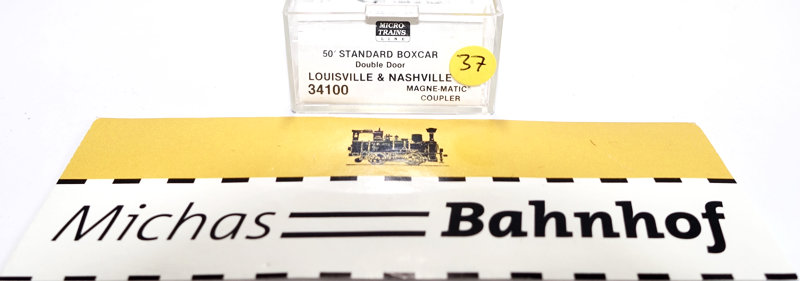 MICRO-
TRAINS
LINE
50' STANDARD BOXCAR
Double Door
LOUISVILLE & NASHVILLE
34100
MAGNE-MATIC®
COUPLER
37
Michas Bahnhof